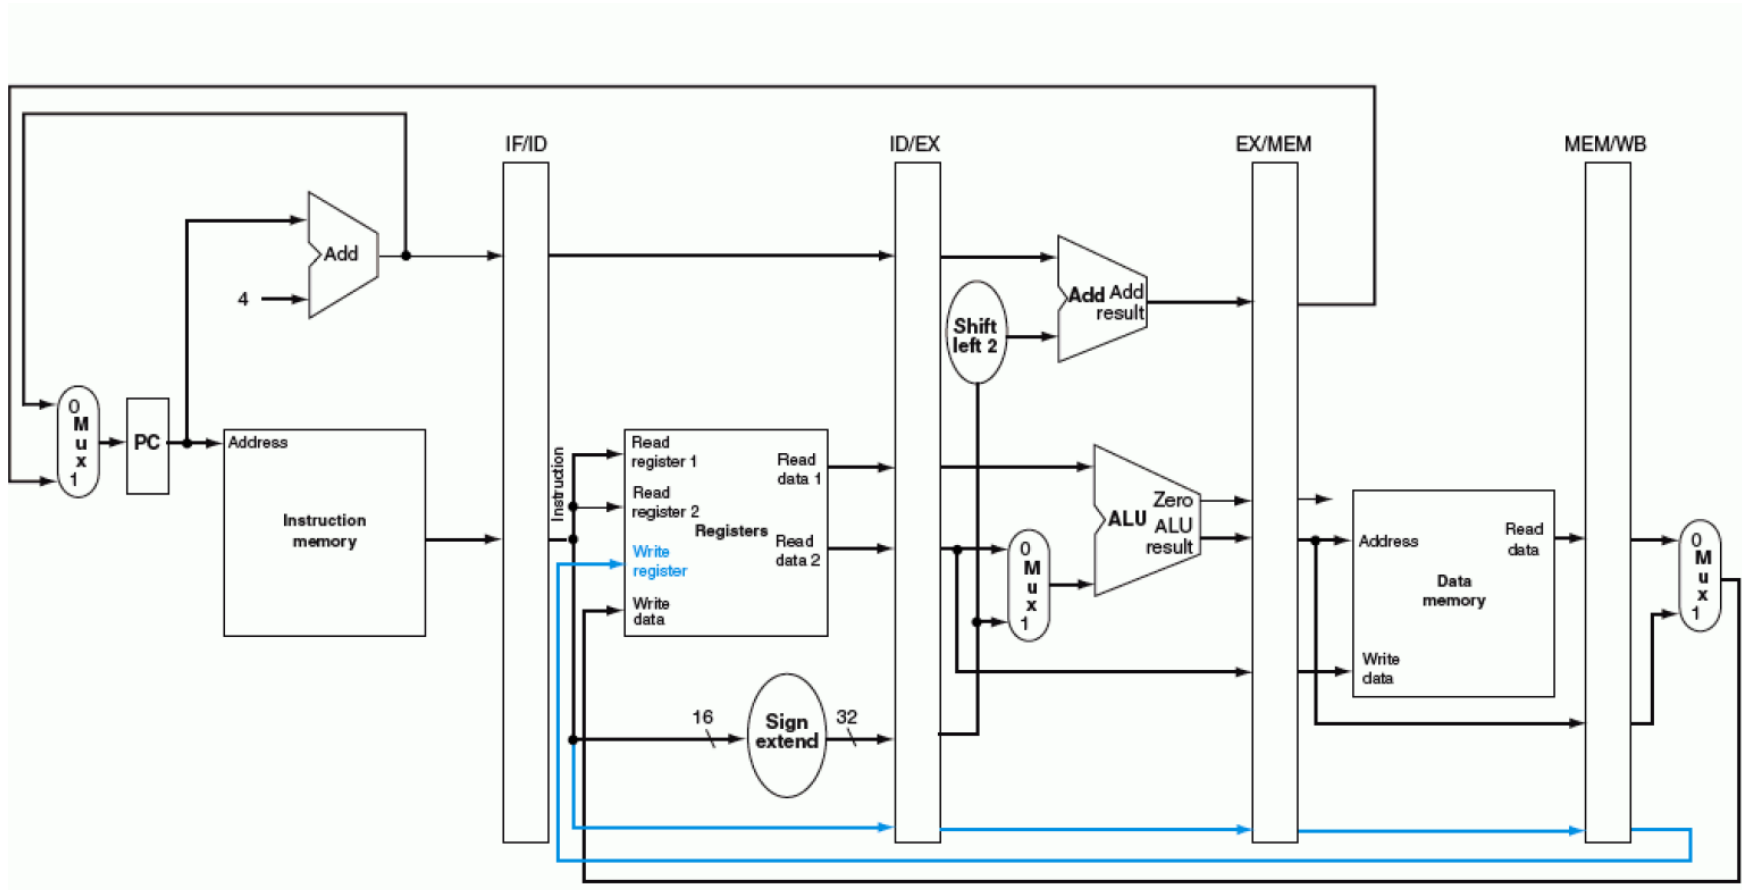 IF/ID
ID/EX
EX/MEM
MEM/WB
Add
4
Add Add
result
Shift
left 2
0
M
u
x
1
PC
Address
Instruction
memory
Instruction
Read
register 1
Read
register 2
Write
register
Write
data
Registers
Read
data 1
Read
data 2
16
Sign
extend
32
0
M
u
x
1
Zero
ALU
ALU
result
Address
Read
data
Data
memory
Write
data
0
M
u
x
1